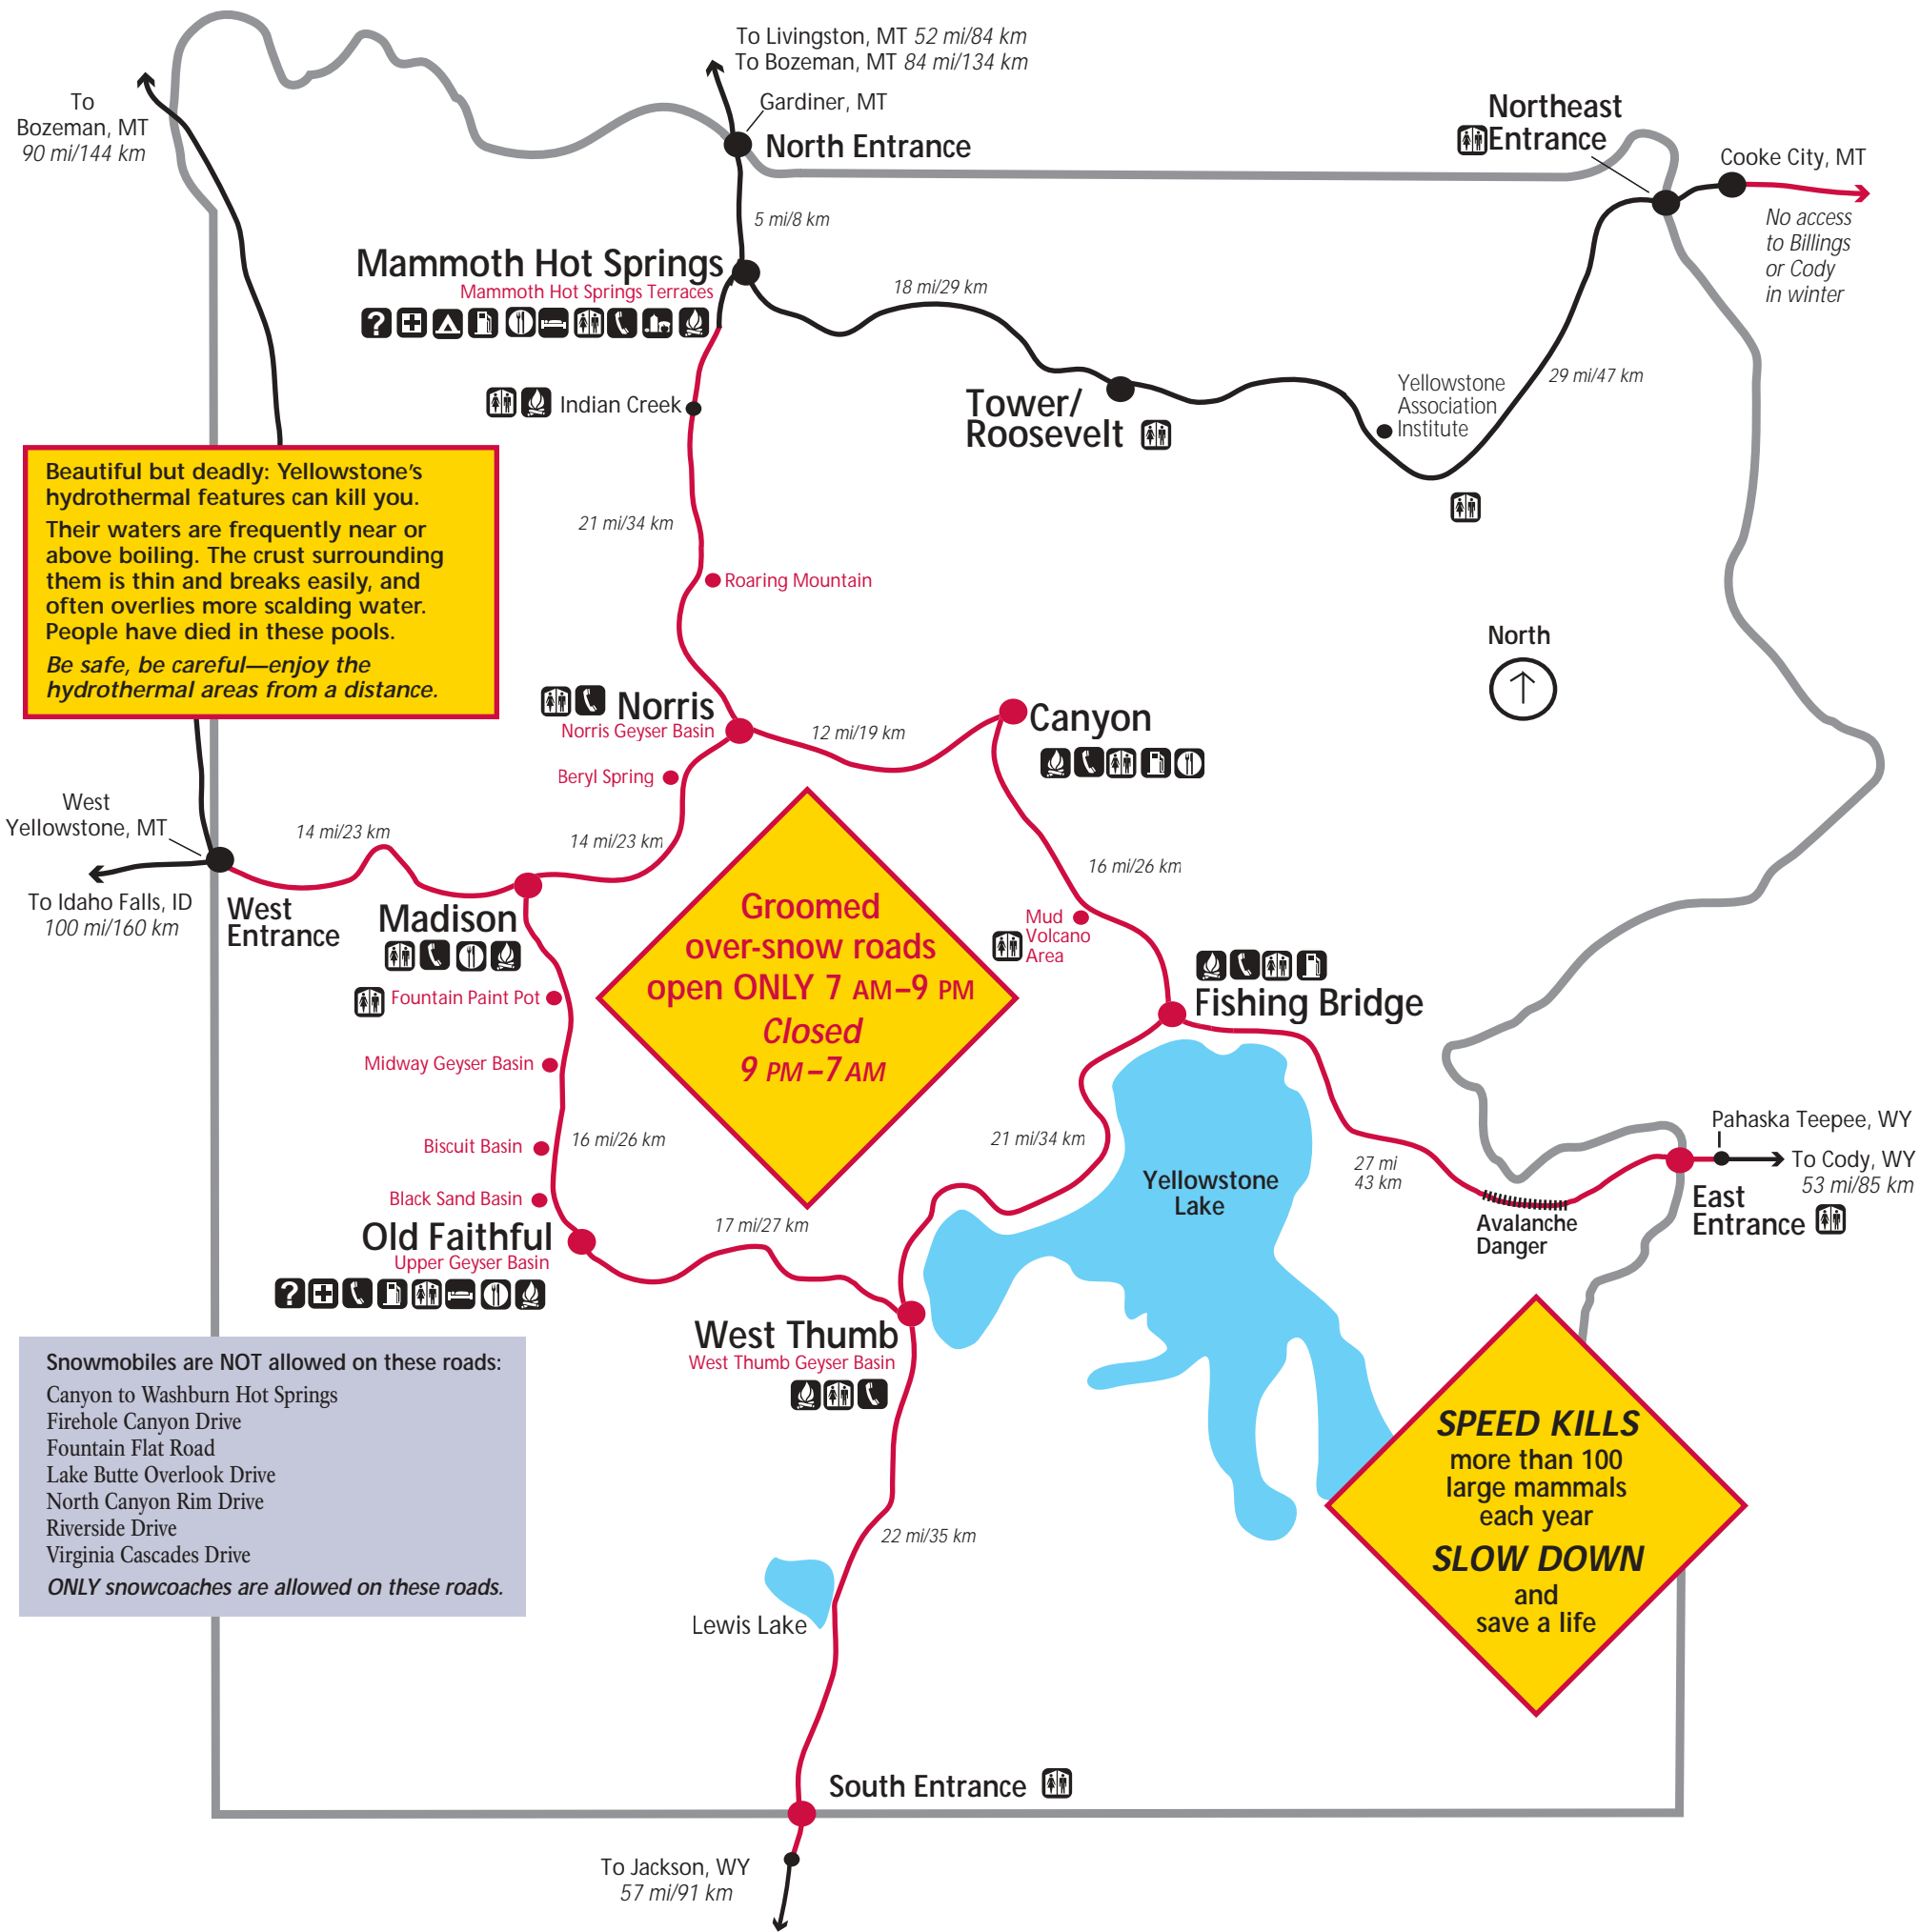 To Livingston, MT 52 mi/84 km
To Bozeman, MT 84 mi/134 km
To
Bozeman, MT
90 mi/144 km
Gardiner, MT
North Entrance
Northeast
Entrance
Cooke City, MT
No access
to Billings
or Cody
in winter
5 mi/8 km
Mammoth Hot Springs
Mammoth Hot Springs Terraces
?
18 mi/29 km
Indian Creek
Tower/
Roosevelt
Yellowstone
Association
Institute
29 mi/47 km
Beautiful but deadly: Yellowstone's
hydrothermal features can kill you.
Their waters are frequently near or
above boiling. The crust surrounding
them is thin and breaks easily, and
often overlies more scalding water.
People have died in these pools.
Be safe, be careful—enjoy the
hydrothermal areas from a distance.
21 mi/34 km
Roaring Mountain
North
Norris
Norris Geyser Basin
12 mi/19 km
Canyon
Beryl Spring
West
Yellowstone, MT
14 mi/23 km
14 mi/23 km
To Idaho Falls, ID
100 mi/160 km
West
Entrance
Madison
16 mi/26 km
Groomed
over-snow roads
open ONLY 7 AM–9 PM
Closed
9 PM–7 AM
Mud
Volcano
Area
Fountain Paint Pot
Fishing Bridge
Midway Geyser Basin
Biscuit Basin
16 mi/26 km
21 mi/34 km
Yellowstone
Lake
27 mi
43 km
Pahaska Teepee, WY
To Cody, WY
53 mi/85 km
East
Entrance
Avalanche
Danger
Black Sand Basin
Old Faithful
Upper Geyser Basin
?
17 mi/27 km
West Thumb
West Thumb Geyser Basin
Snowmobiles are NOT allowed on these roads:
Canyon to Washburn Hot Springs
Firehole Canyon Drive
Fountain Flat Road
Lake Butte Overlook Drive
North Canyon Rim Drive
Riverside Drive
Virginia Cascades Drive
ONLY snowcoaches are allowed on these roads.
SPEED KILLS
more than 100
large mammals
each year
SLOW DOWN
and
save a life
22 mi/35 km
Lewis Lake
South Entrance
To Jackson, WY
57 mi/91 km